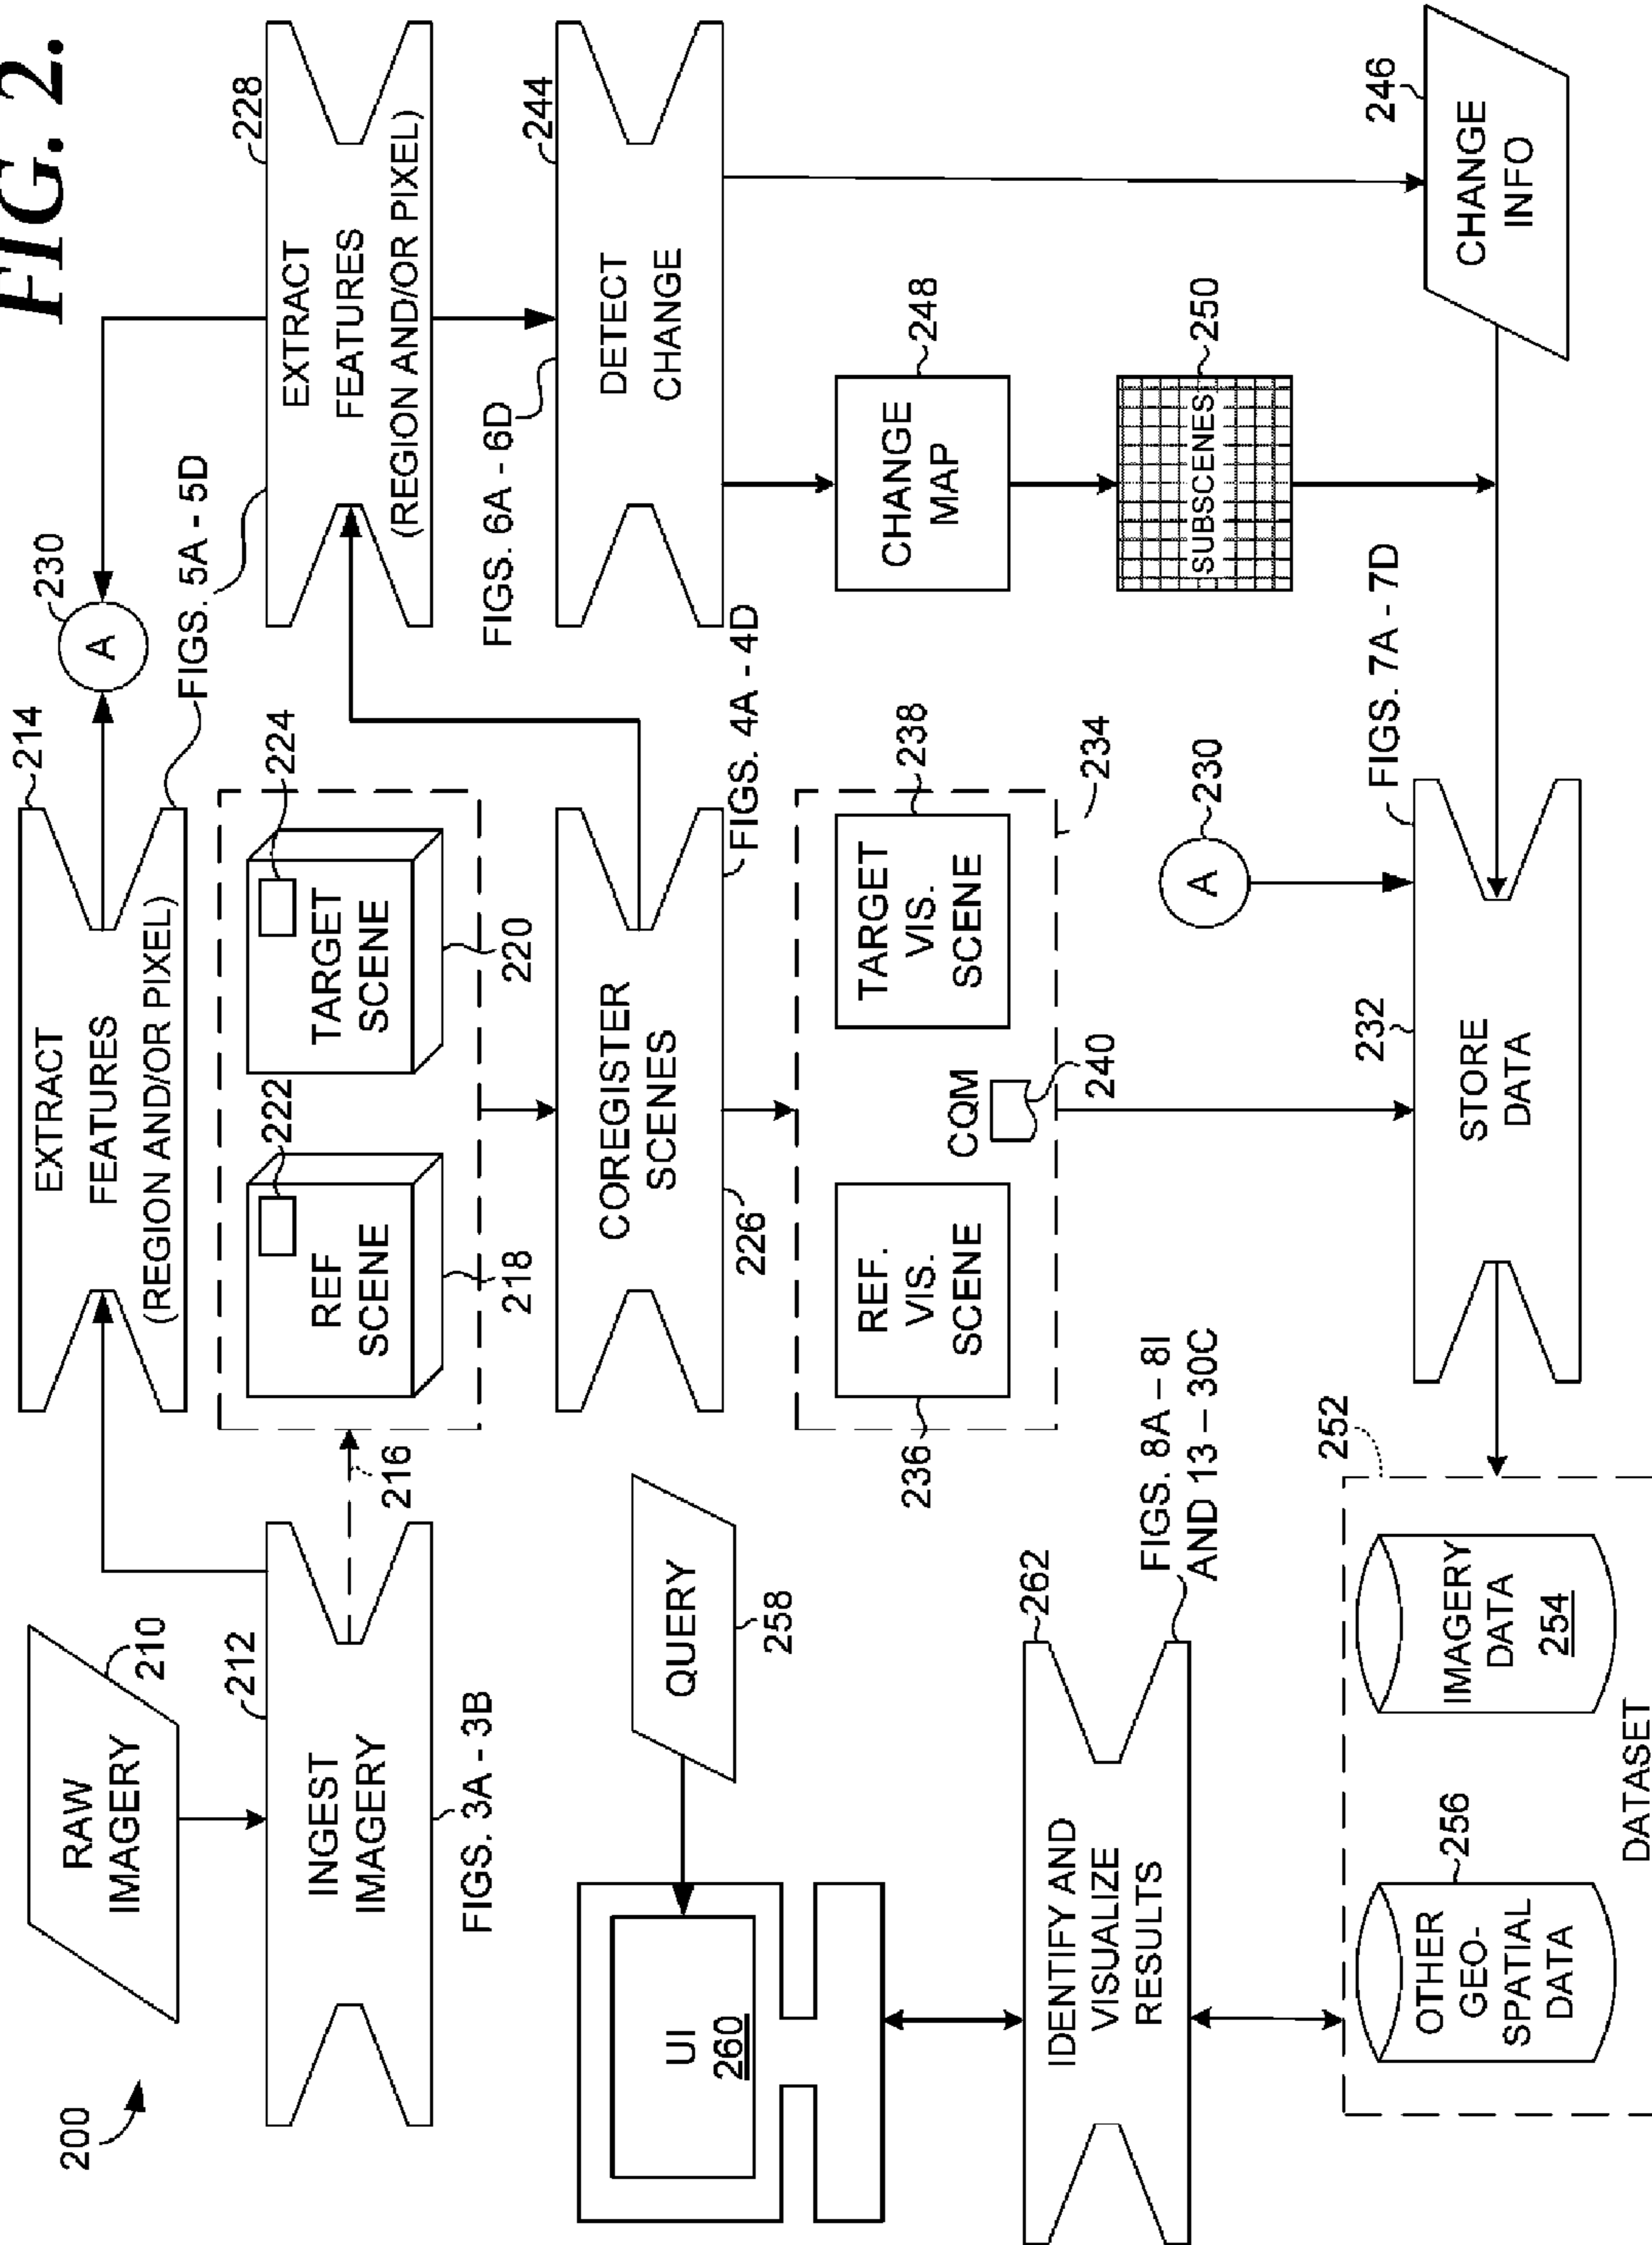 FIG. 2.
200
RAW
IMAGERY
210
212
INGEST
IMAGERY
FIGS. 3A - 3B
214
EXTRACT
FEATURES
(REGION AND/OR PIXEL)
FIGS. 5A - 5D
216
REF
SCENE
222
218
TARGET
SCENE
224
220
A
230
228
EXTRACT
FEATURES
(REGION AND/OR PIXEL)
COREGISTER
SCENES
226
FIGS. 4A - 4D
FIGS. 6A - 6D
244
DETECT
CHANGE
REF.
VIS.
SCENE
236
CQM
240
TARGET
VIS.
SCENE
238
234
CHANGE
MAP
248
SUBSCENES
250
CHANGE
INFO
246
QUERY
258
UI
260
262
IDENTIFY AND
VISUALIZE
RESULTS
FIGS. 8A – 8I
AND 13 – 30C
A
230
FIGS. 7A - 7D
232
STORE
DATA
252
OTHER
GEO-
SPATIAL
DATA
256
IMAGERY
DATA
254
DATASET